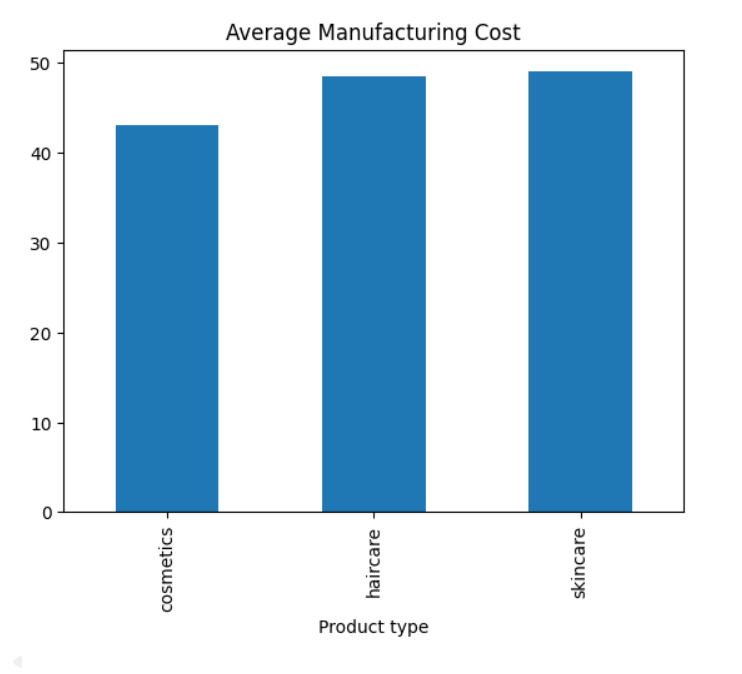 Average Manufacturing Cost
50
40
30
20
10
0
cosmetics
haircare
skincare
Product type